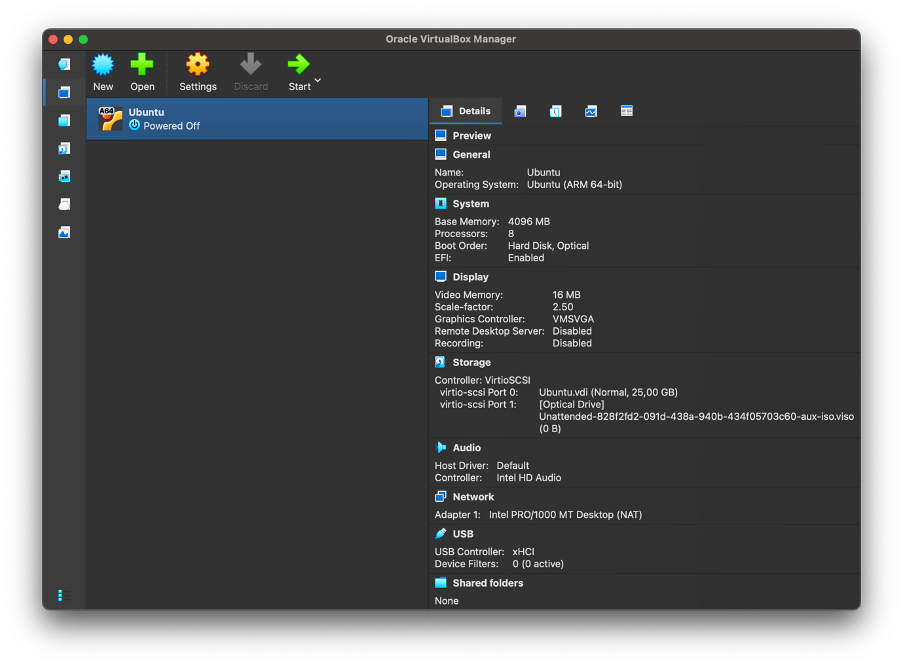 Oracle VirtualBox Manager
New Open Settings Discard Start
A64
Ubuntu
Powered Off
Details
Preview
General
Name: Ubuntu
Operating System: Ubuntu (ARM 64-bit)
System
Base Memory: 4096 MB
Processors: 8
Boot Order: Hard Disk, Optical
EFI: Enabled
Display
Video Memory: 16 MB
Scale-factor: 2.50
Graphics Controller: VMSVGA
Remote Desktop Server: Disabled
Recording: Disabled
Storage
Controller: VirtioSCSI
virtio-scsi Port 0: Ubuntu.vdi (Normal, 25,00 GB)
virtio-scsi Port 1: [Optical Drive]
Unattended-828f2fd2-091d-438a-940b-434f05703c60-aux-iso.viso
(0 B)
Audio
Host Driver: Default
Controller: Intel HD Audio
Network
Adapter 1: Intel PRO/1000 MT Desktop (NAT)
USB
USB Controller: xHCI
Device Filters: 0 (0 active)
Shared folders
None